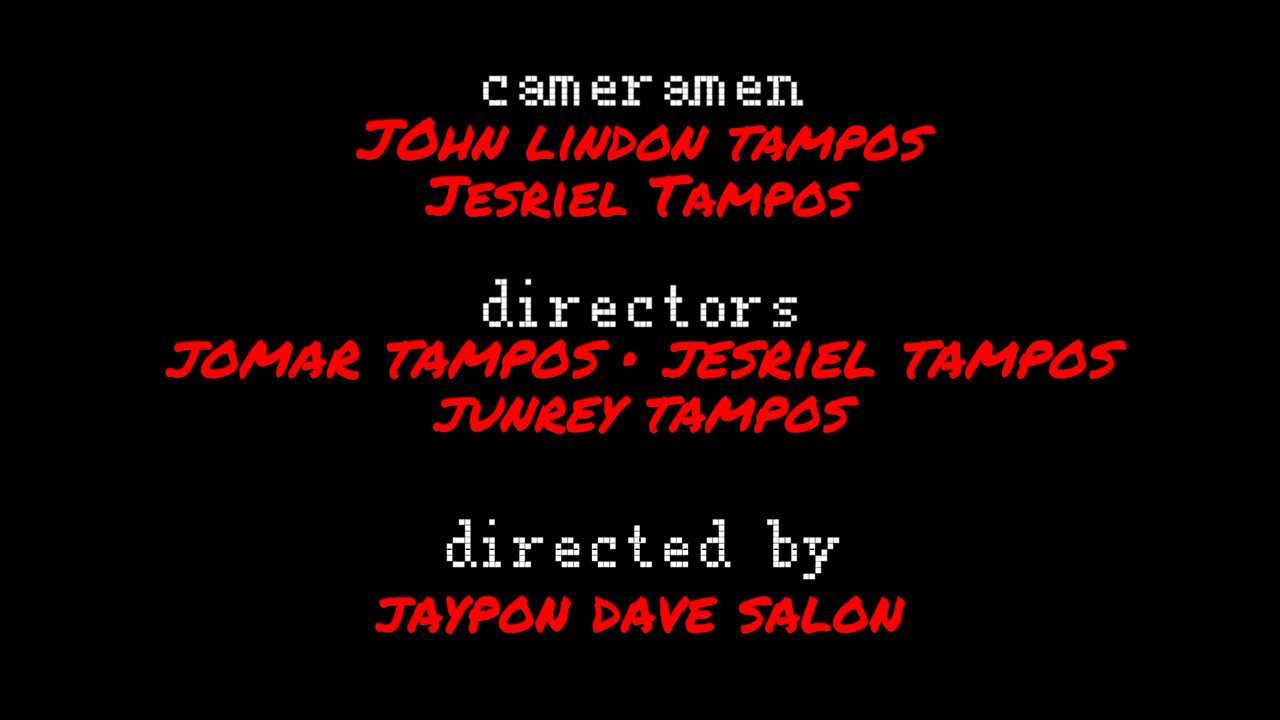 cameramen
JOHN LINDON TAMPOS
JESRIEL TAMPOS
directors
JOMAR TAMPOS • JESRIEL TAMPOS
JUNREY TAMPOS
directed by
JAYPON DAVE SALON